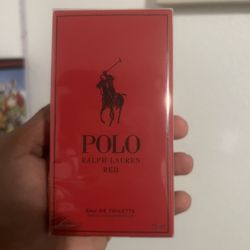 POLO
RALPH LAUREN
RED
EAU DE TOILETTE